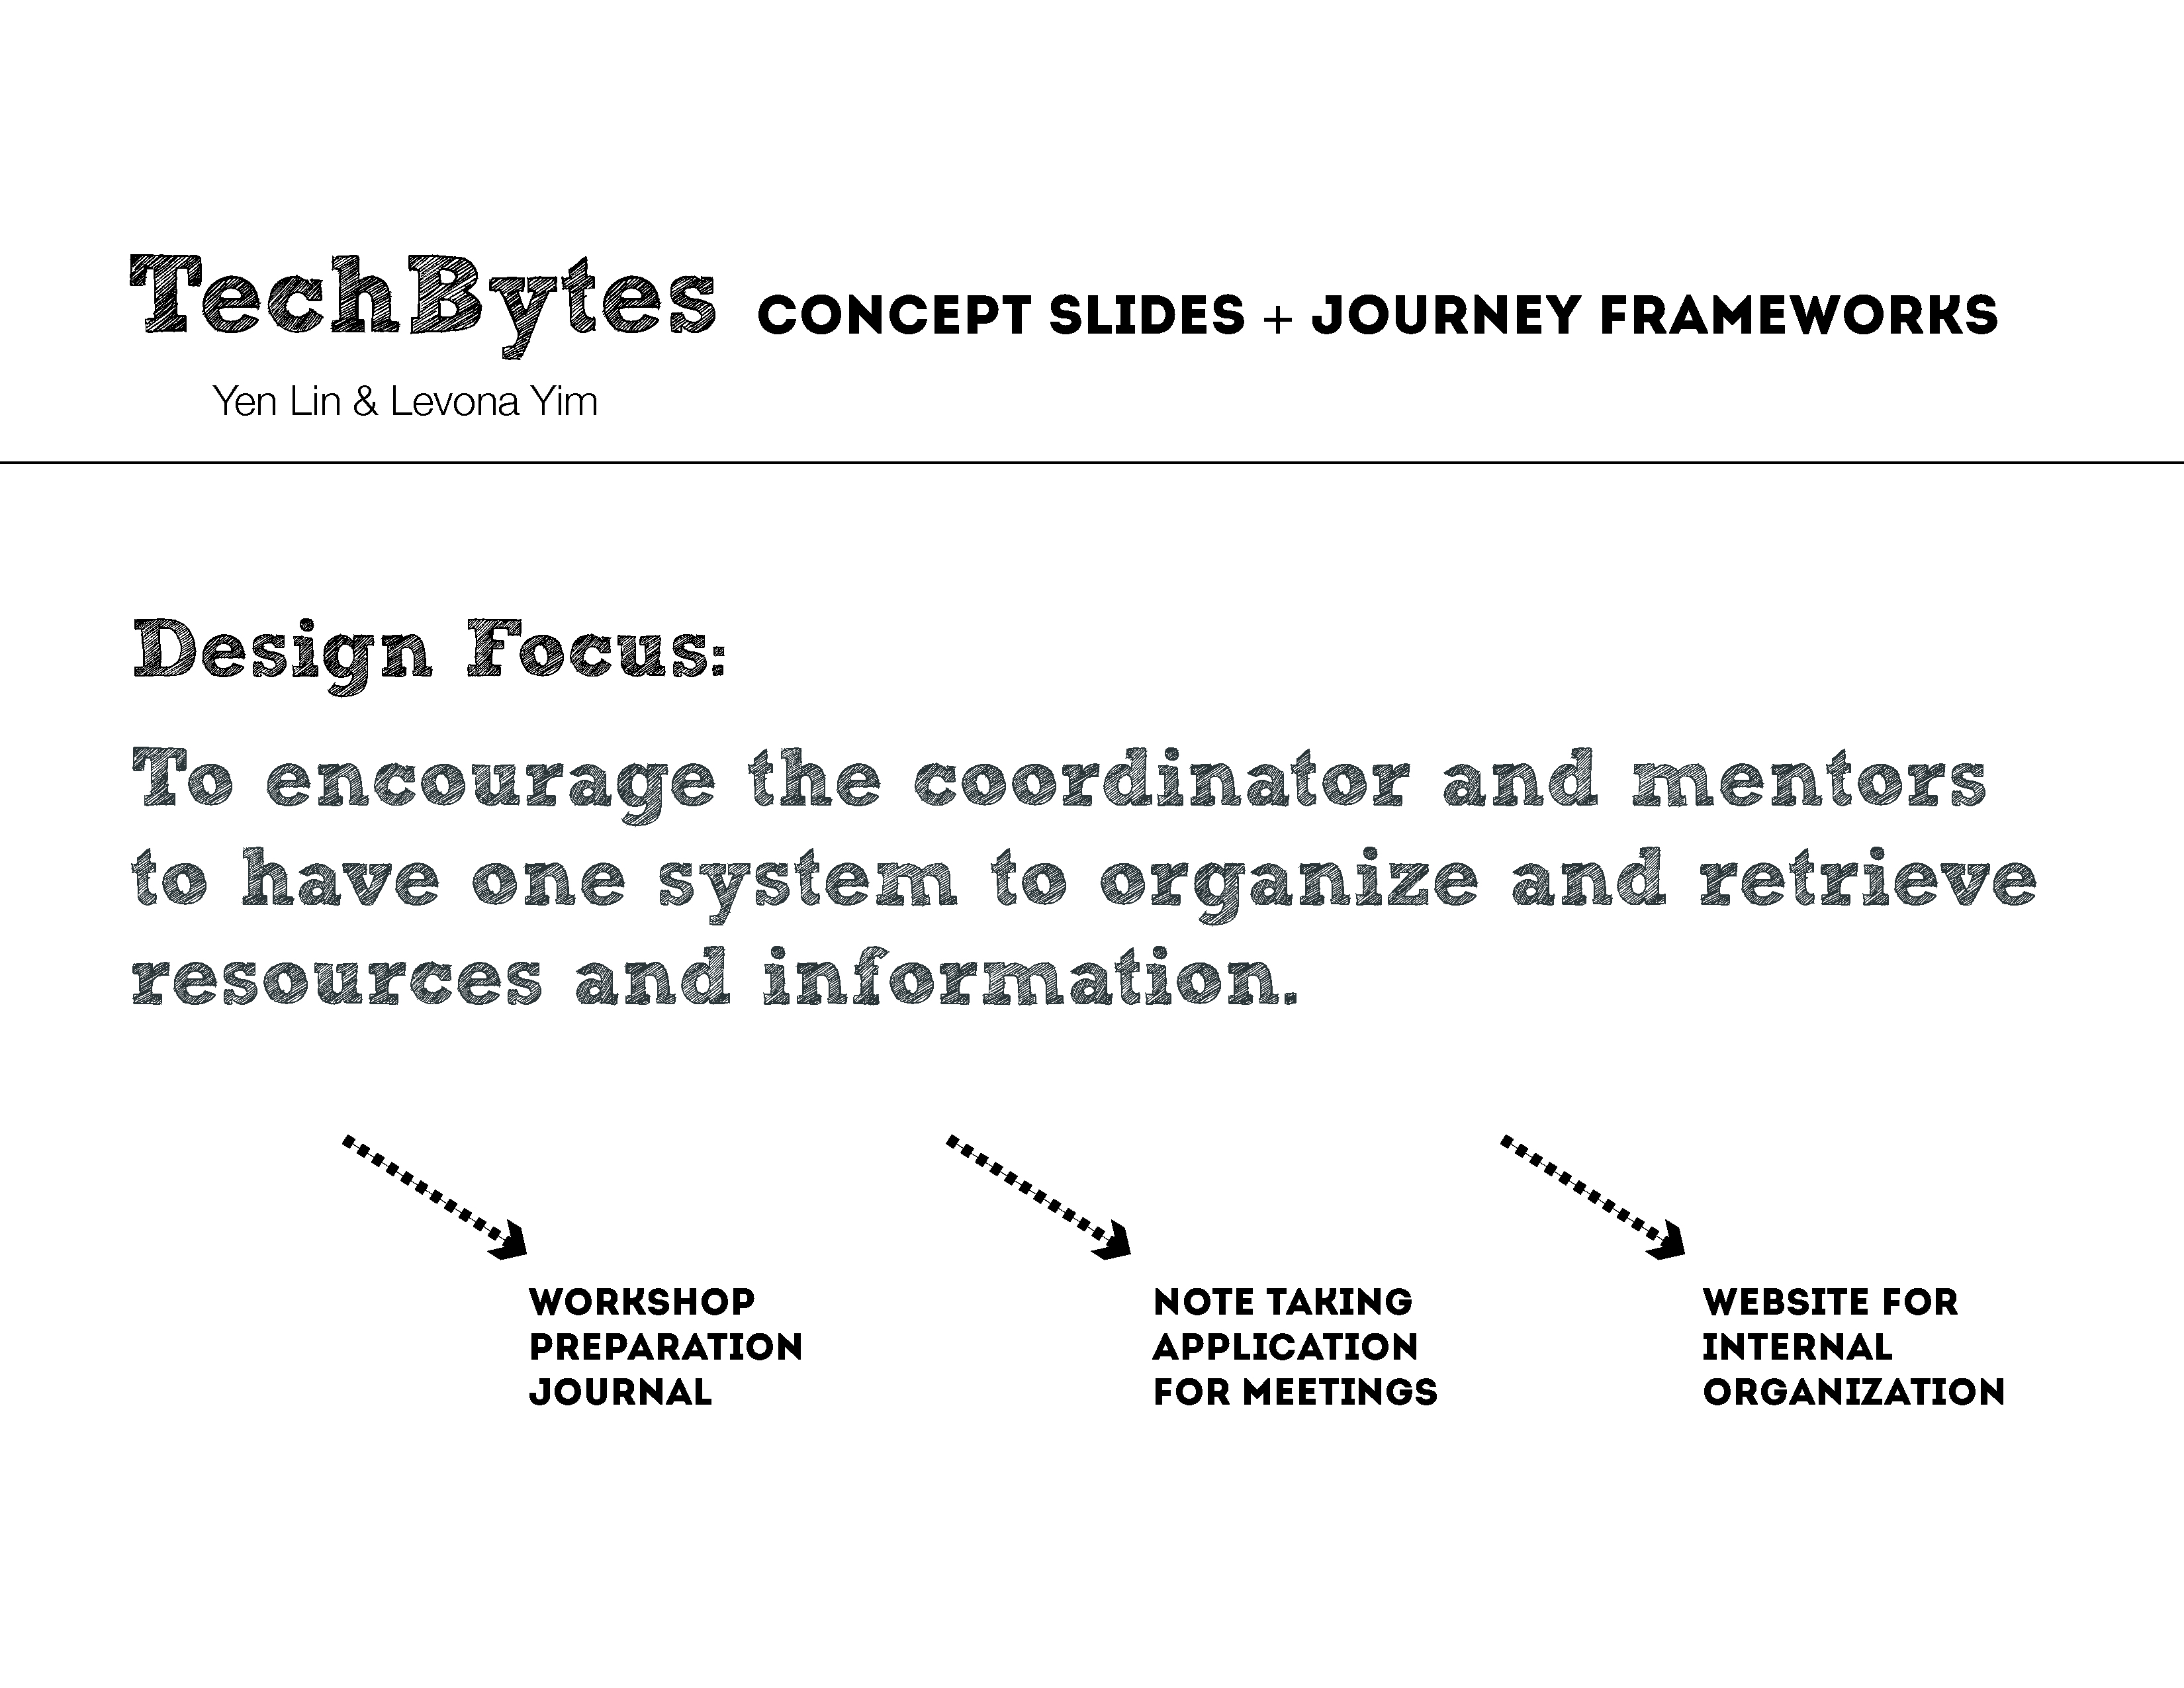 TechBytes CONCEPT SLIDES + JOURNEY FRAMEWORKS
Yen Lin & Levona Yim
Design Focus:
To encourage the coordinator and mentors
to have one system to organize and retrieve
resources and information.
WORKSHOP
PREPARATION
JOURNAL
NOTE TAKING
APPLICATION
FOR MEETINGS
WEBSITE FOR
INTERNAL
ORGANIZATION